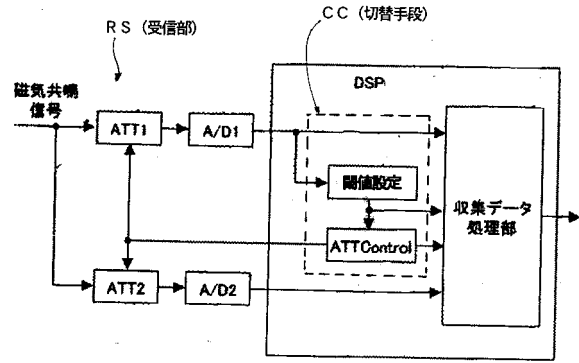 CC (切替手段)
RS (受信部)
DSP
磁気共鳴
信号
ATT1
A/D1
閾値設定
収集データ
処理部
ATTControl
ATT2
A/D2